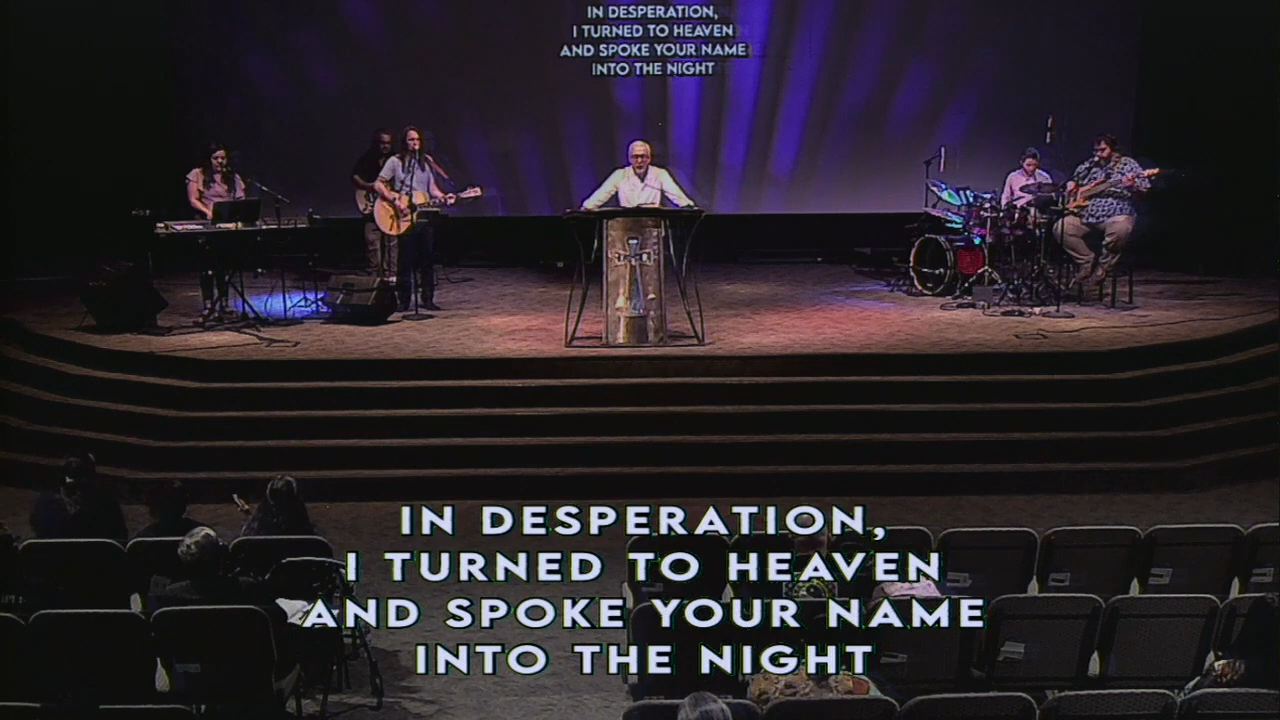 IN DESPERATION,
I TURNED TO HEAVEN
AND SPOKE YOUR NAME
INTO THE NIGHT
IN DESPERATION,
I TURNED TO HEAVEN
AND SPOKE YOUR NAME
INTO THE NIGHT